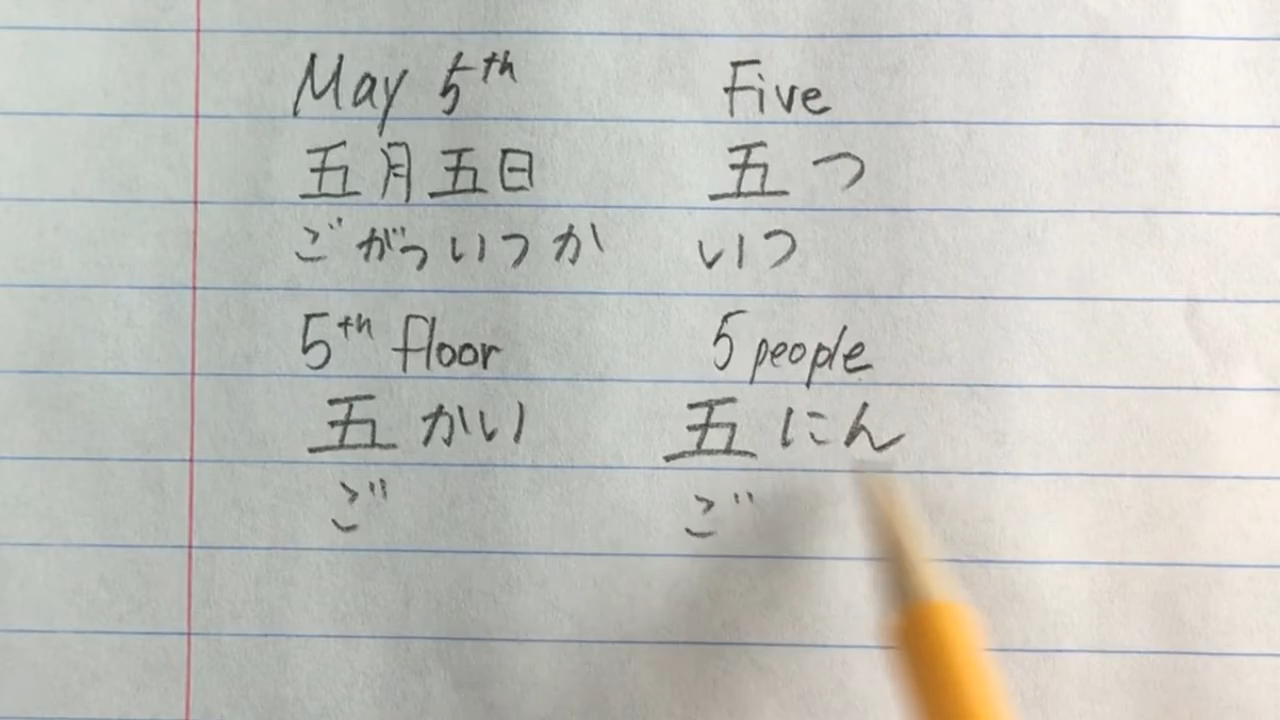 May 5th
五月五日
ごがついつか
Five
五つ
いつ
5th floor
五かい
ご
5 people
五にん
ご